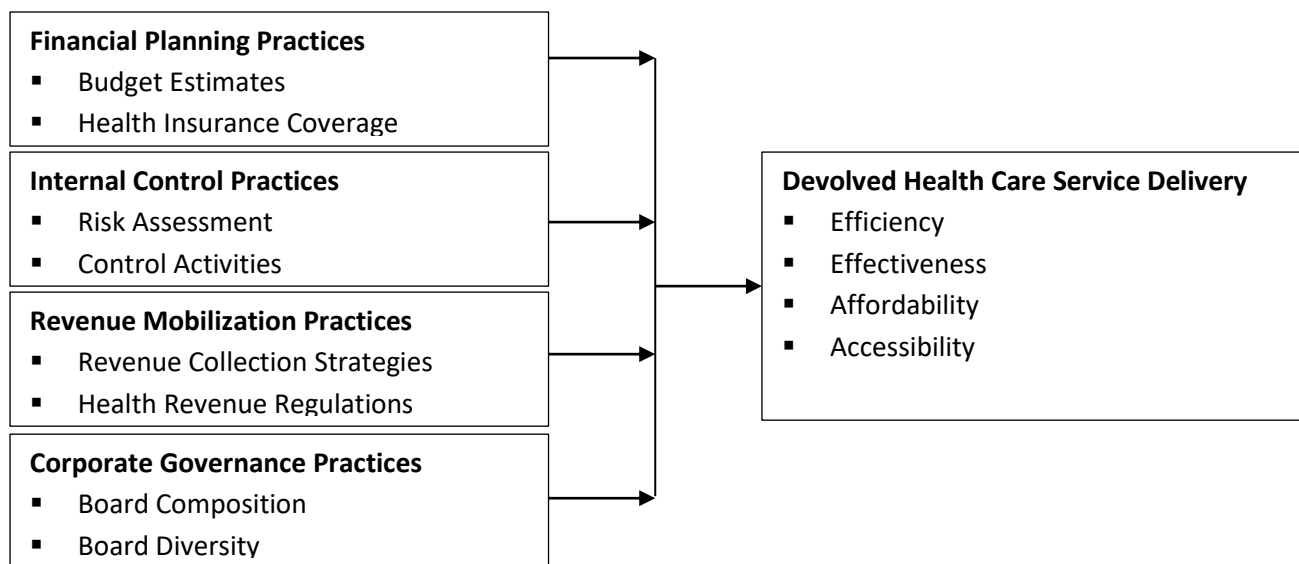 Financial Planning Practices
▪ Budget Estimates
▪ Health Insurance Coverage
Internal Control Practices
▪ Risk Assessment
▪ Control Activities
Revenue Mobilization Practices
▪ Revenue Collection Strategies
▪ Health Revenue Regulations
Corporate Governance Practices
▪ Board Composition
▪ Board Diversity
Devolved Health Care Service Delivery
▪ Efficiency
▪ Effectiveness
▪ Affordability
▪ Accessibility